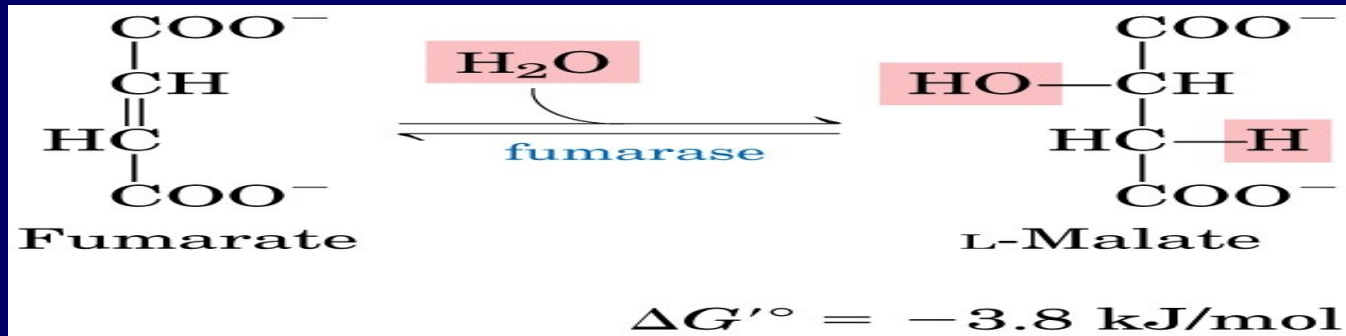 COO⁻
CH
HC
COO⁻
Fumarate
H₂O
fumarase
COO⁻
HO—CH
HC—H
COO⁻
L-Malate
ΔG′° = −3.8 kJ/mol